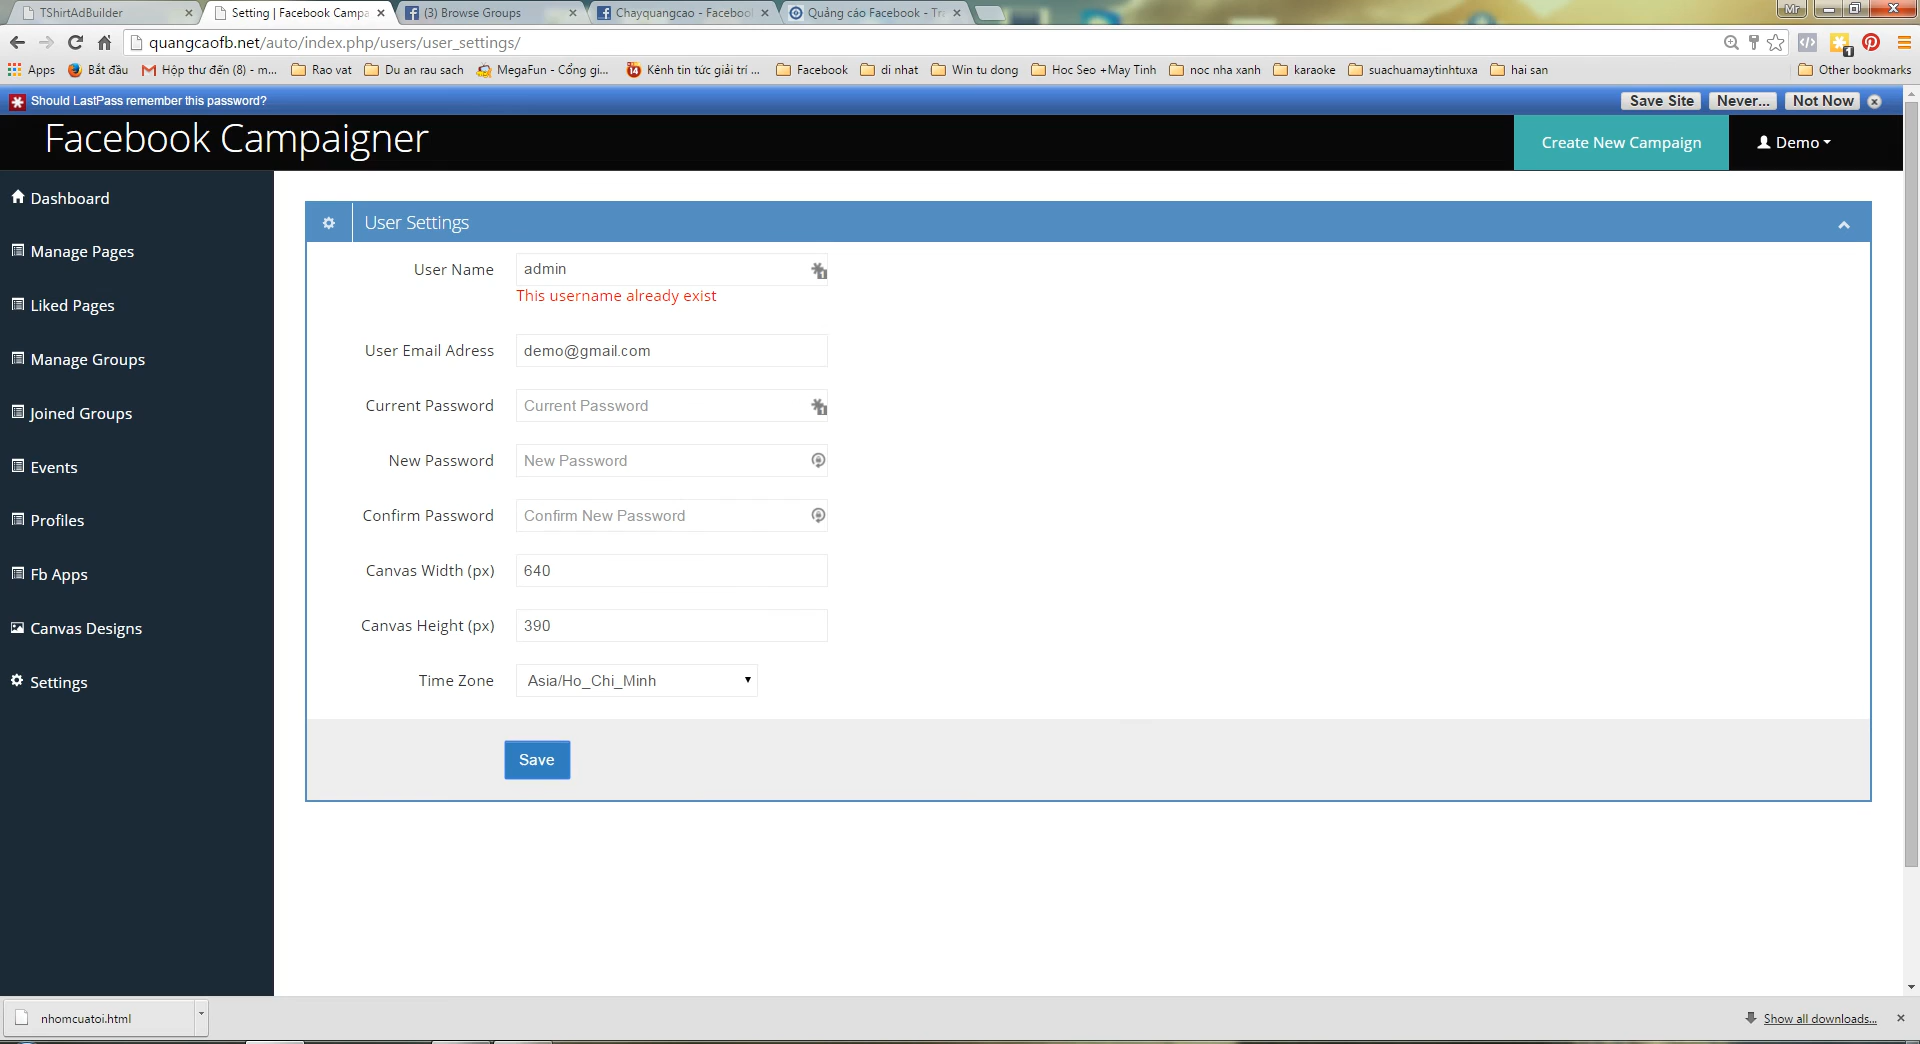 TShirtAdBuilder
Setting | Facebook Campa
(3) Browse Groups
Chayquangcao - Facebook
Quảng cáo Facebook - Tr
Mr
quangcaofb.net/auto/index.php/users/user_settings/
Apps
Bắt đầu
Hộp thư đến (8) - m...
Rao vat
Du an rau sach
MegaFun - Cổng gi...
Kênh tin tức giải trí ...
Facebook
di nhat
Win tu dong
Hoc Seo +May Tinh
noc nha xanh
karaoke
suachuamaytinhtuxa
hai san
Other bookmarks
Should LastPass remember this password?
Save Site
Never...
Not Now
Facebook Campaigner
Create New Campaign
Demo
Dashboard
Manage Pages
Liked Pages
Manage Groups
Joined Groups
Events
Profiles
Fb Apps
Canvas Designs
Settings
User Settings
User Name
admin
This username already exist
User Email Adress
demo@gmail.com
Current Password
Current Password
New Password
New Password
Confirm Password
Confirm New Password
Canvas Width (px)
640
Canvas Height (px)
390
Time Zone
Asia/Ho_Chi_Minh
Save
nhomcuatoi.html
Show all downloads...